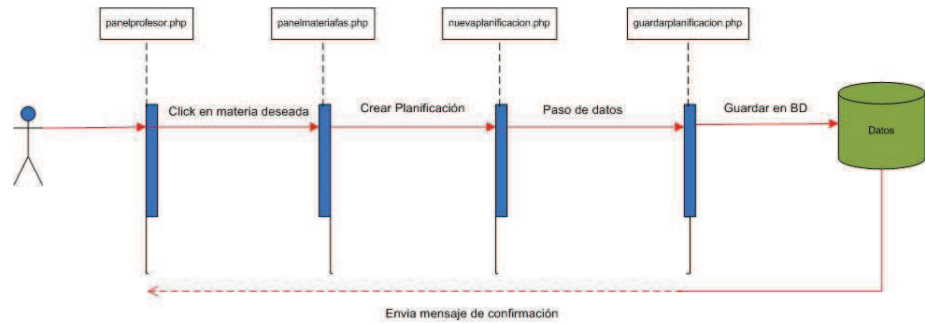 panelprofesor.php
panelmateriafas.php
nuevaplanificacion.php
guardarplanificacion.php
Click en materia deseada
Crear Planificación
Paso de datos
Guardar en BD
Datos
Envia mensaje de confirmación